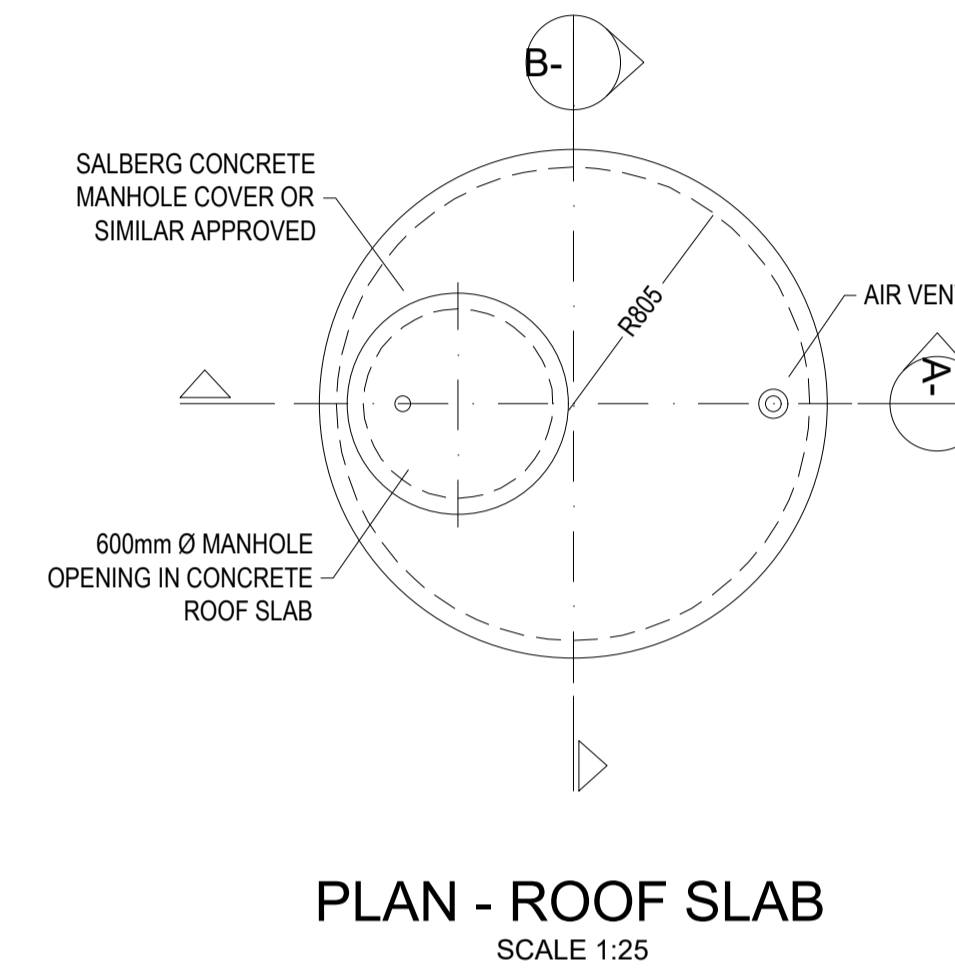 B-
SALBERG CONCRETE
MANHOLE COVER OR
SIMILAR APPROVED
R805
AIR
A-
600mm Ø MANHOLE
OPENING IN CONCRETE
ROOF SLAB
PLAN - ROOF SLAB
SCALE 1:25